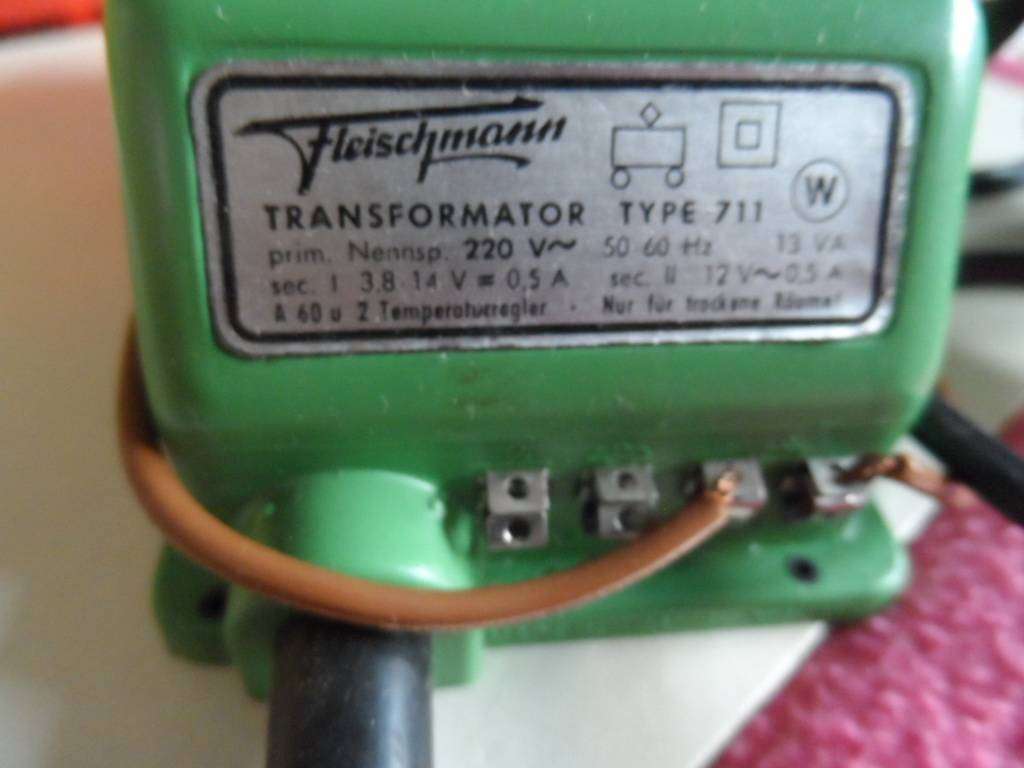 Fleischmann
W
TRANSFORMATOR TYPE 711
prim. Nennsp. 220 V~ 50 60 Hz 13 VA
sec. I 3,8-14 V = 0,5 A sec. II 12 V~0,5 A
A 60 u 2 Temperaturregler · Nur für trockene Räume!